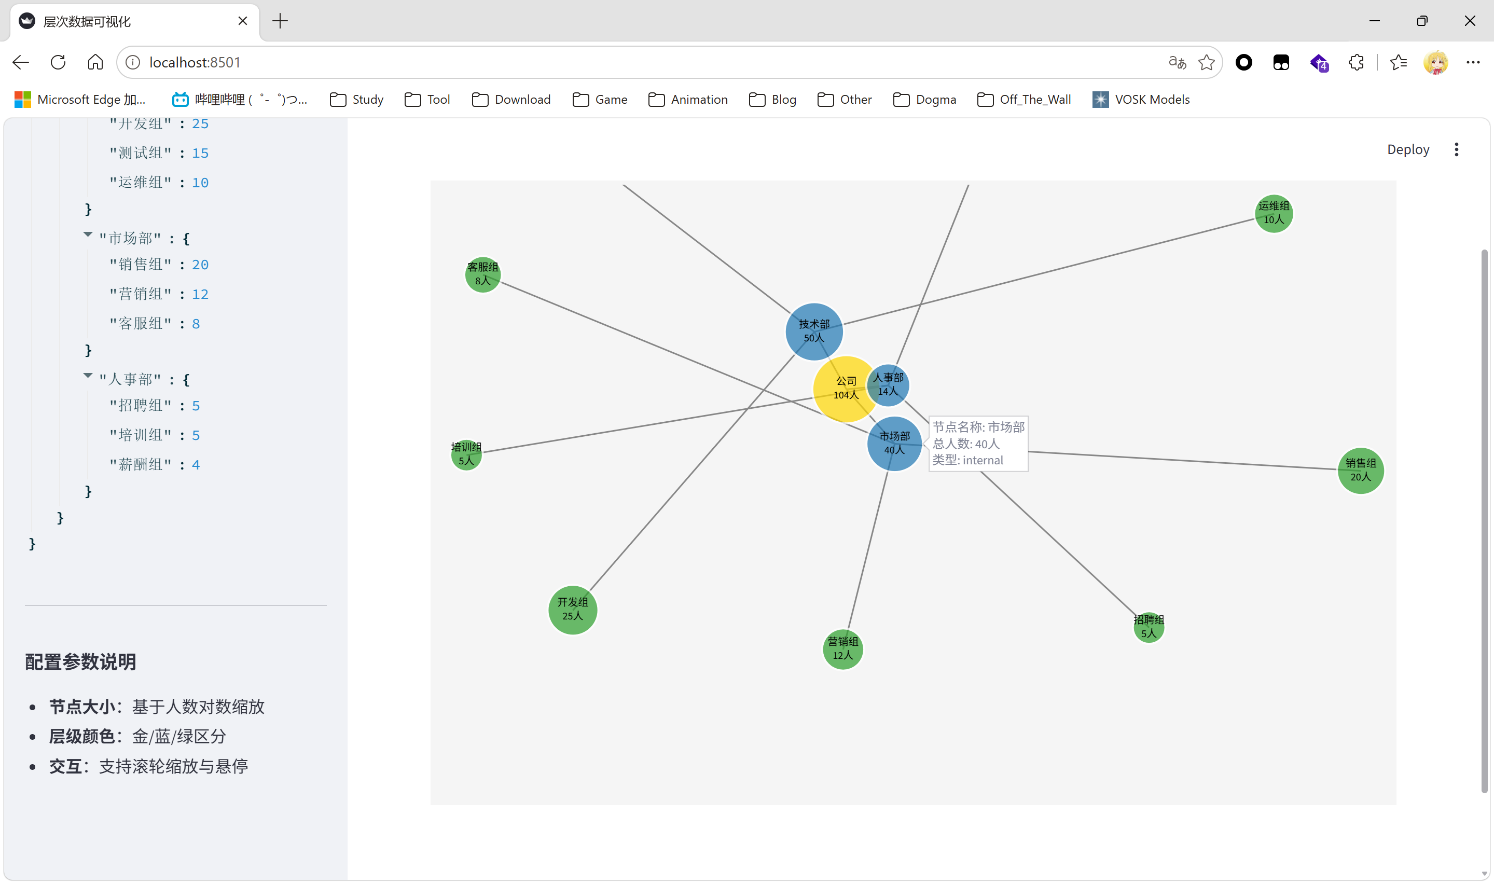 层次数据可视化
localhost:8501
Microsoft Edge 加...
哔哩哔哩 ( ゜- ゜)つ...
Study
Tool
Download
Game
Animation
Blog
Other
Dogma
Off_The_Wall
VOSK Models
4
Deploy
"开发组" : 25
"测试组" : 15
"运维组" : 10
}
"市场部" : {
"销售组" : 20
"营销组" : 12
"客服组" : 8
}
"人事部" : {
"招聘组" : 5
"培训组" : 5
"薪酬组" : 4
}
}
}
配置参数说明
节点大小：基于人数对数缩放
层级颜色：金/蓝/绿区分
交互：支持滚轮缩放与悬停
运维组
10人
客服组
8人
技术部
50人
公司
104人
人事部
14人
市场部
40人
节点名称: 市场部
总人数: 40人
类型: internal
培训组
5人
销售组
20人
开发组
25人
营销组
12人
招聘组
5人